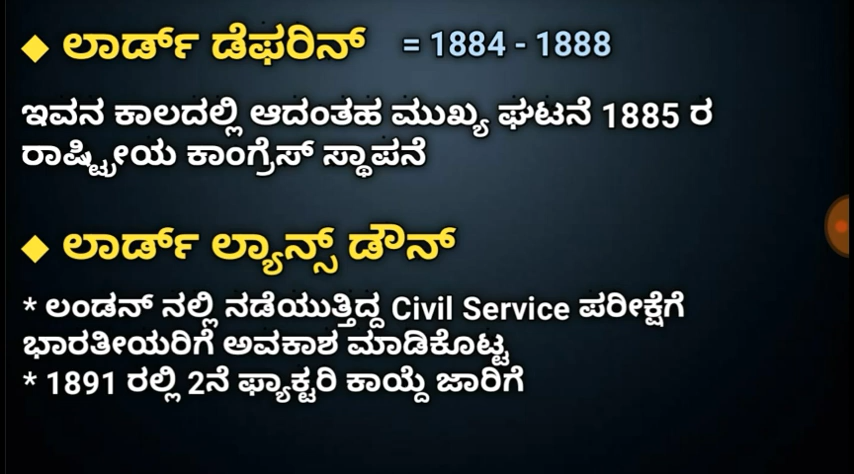 ◆ ಲಾರ್ಡ್ ಡೆಫರಿನ್ = 1884 - 1888
ಇವನ ಕಾಲದಲ್ಲಿ ಆದಂತಹ ಮುಖ್ಯ ಘಟನೆ 1885 ರ
ರಾಷ್ಟ್ರೀಯ ಕಾಂಗ್ರೆಸ್ ಸ್ಥಾಪನೆ
◆ ಲಾರ್ಡ್ ಲ್ಯಾನ್ಸ್ ಡೌನ್
* ಲಂಡನ್ ನಲ್ಲಿ ನಡೆಯುತ್ತಿದ್ದ Civil Service ಪರೀಕ್ಷೆಗೆ
ಭಾರತೀಯರಿಗೆ ಅವಕಾಶ ಮಾಡಿಕೊಟ್ಟ
* 1891 ರಲ್ಲಿ 2ನೆ ಫ್ಯಾಕ್ಟರಿ ಕಾಯ್ದೆ ಜಾರಿಗೆ